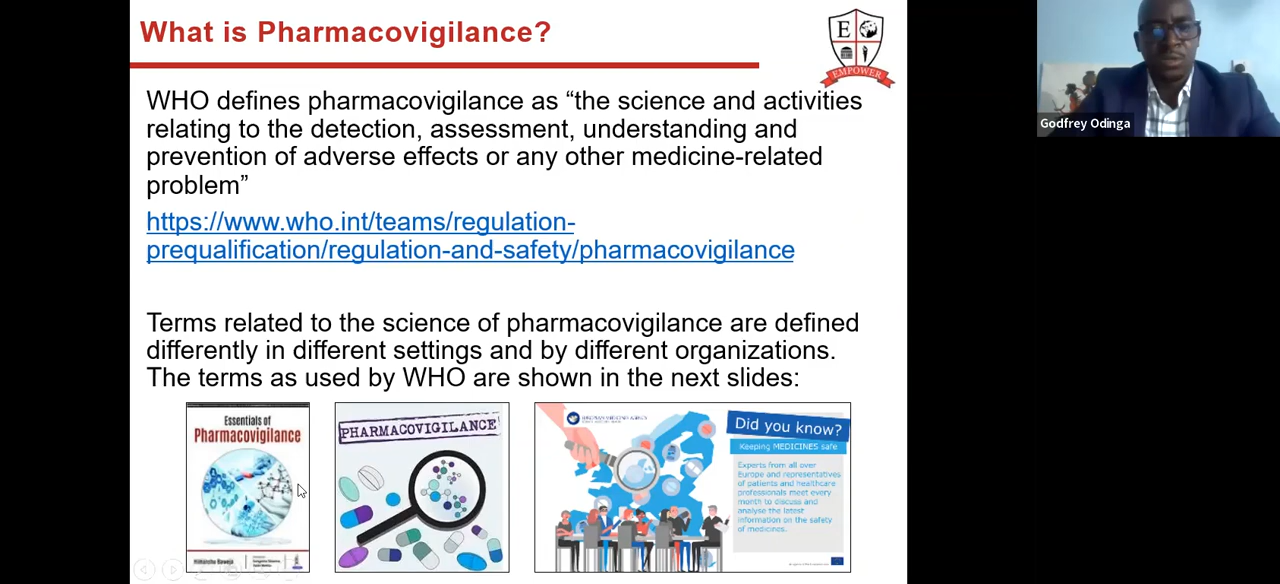 What is Pharmacovigilance?
E
EMPOWER
Godfrey Odinga
WHO defines pharmacovigilance as “the science and activities
relating to the detection, assessment, understanding and
prevention of adverse effects or any other medicine-related
problem”
https://www.who.int/teams/regulation-
prequalification/regulation-and-safety/pharmacovigilance
Terms related to the science of pharmacovigilance are defined
differently in different settings and by different organizations.
The terms as used by WHO are shown in the next slides:
Essentials of
Pharmacovigilance
PHARMACOVIGILANCE
EUROPEAN MEDICINES AGENCY
Did you know?
Keeping MEDICINES safe
Experts from all over
Europe and representatives
of patients and healthcare
professionals meet every
month to discuss and
analyse the latest
information on the safety
of medicines.